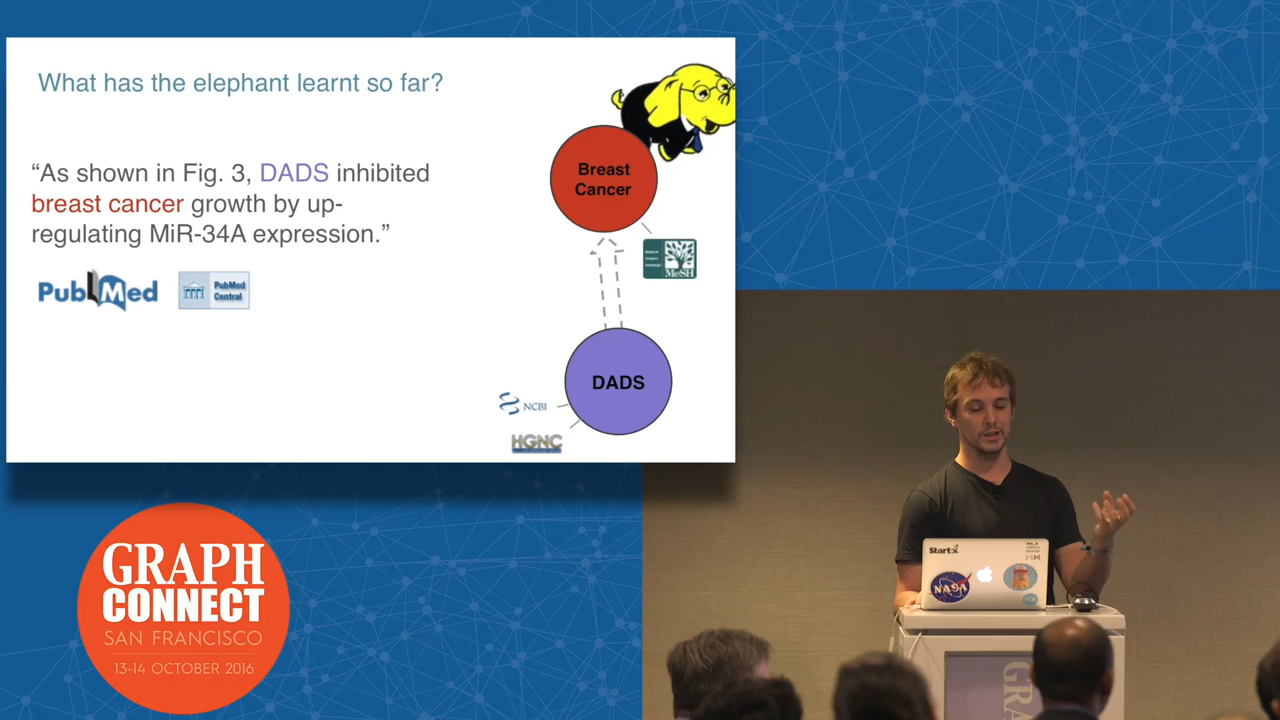 What has the elephant learnt so far?
“As shown in Fig. 3, DADS inhibited
breast cancer growth by up-
regulating MiR-34A expression.”
PubMed
PubMed
Central
Breast
Cancer
MeSH
DADS
NCBI
HGNC
GRAPH
CONNECT
SAN FRANCISCO
13-14 OCTOBER 2016
StartX
NASA
GRA